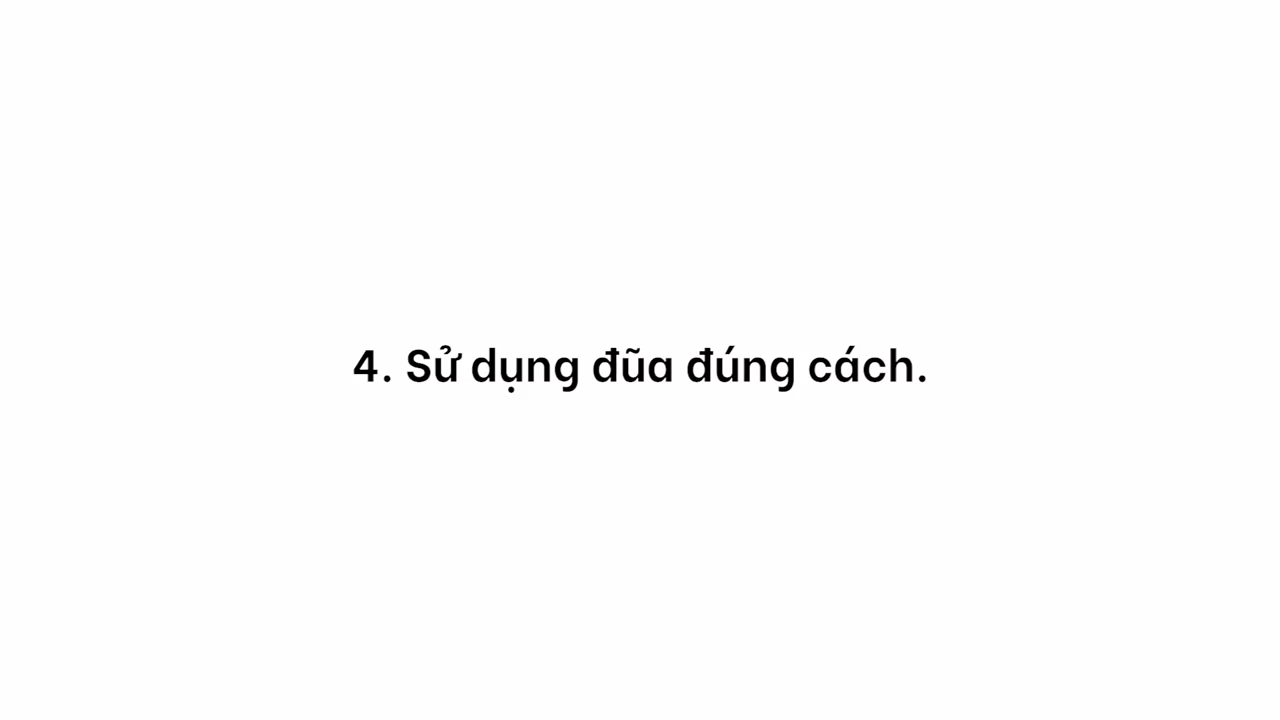 4. Sử dụng đũa đúng cách.